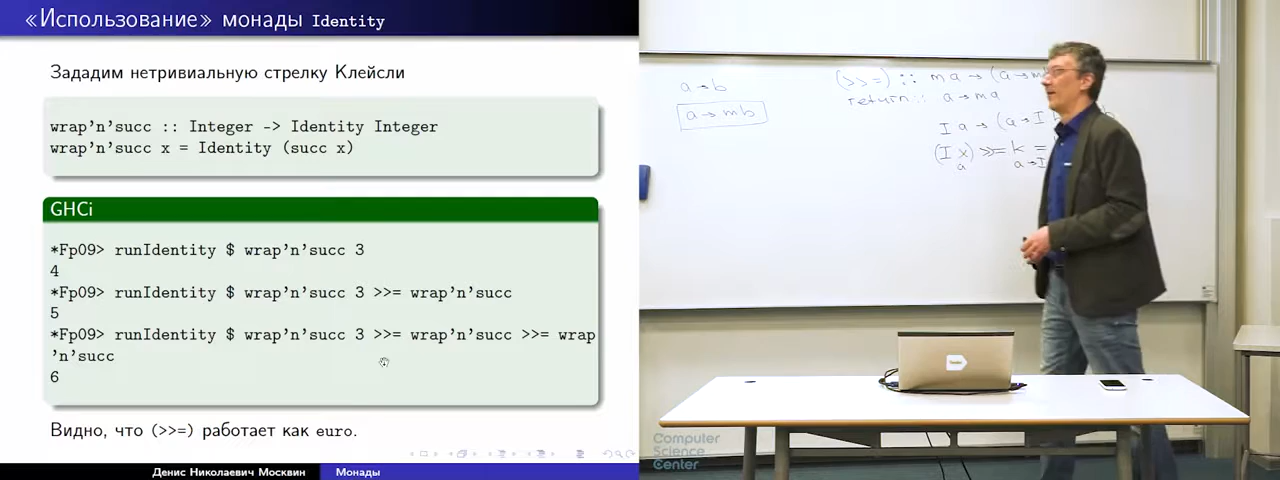 «Использование» монады Identity
Зададим нетривиальную стрелку Клейсли
wrap'n'succ :: Integer -> Identity Integer
wrap'n'succ x = Identity (succ x)
GHCi
*Fp09> runIdentity $ wrap'n'succ 3
4
*Fp09> runIdentity $ wrap'n'succ 3 >>= wrap'n'succ
5
*Fp09> runIdentity $ wrap'n'succ 3 >>= wrap'n'succ >>= wrap
'n'succ
6
Видно, что (>>=) работает как euro.
Денис Николаевич Москвин Монады
a → b
a → m b
(>>=) :: m a → (a → m b
return :: a → m a
I a → (a → I b
(I x) >>= k =
a a → I
Computer
Science
Center